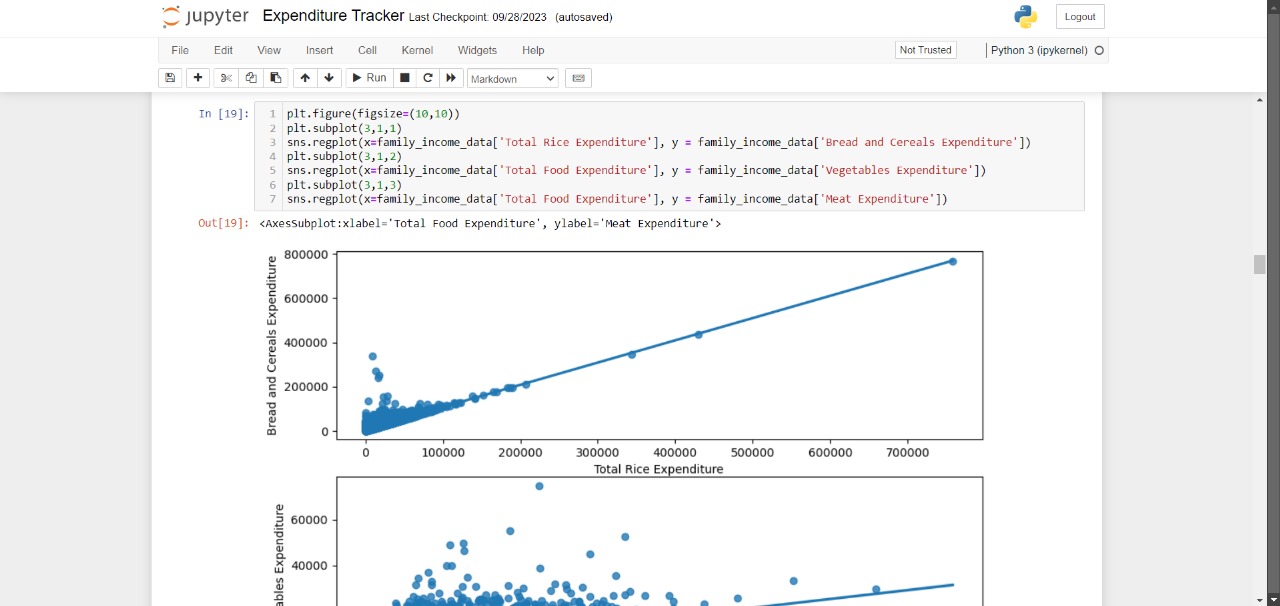 jupyter Expenditure Tracker Last Checkpoint: 09/28/2023 (autosaved) Logout
File Edit View Insert Cell Kernel Widgets Help Not Trusted Python 3 (ipykernel)
Run Markdown
In [19]:
1 plt.figure(figsize=(10,10))
2 plt.subplot(3,1,1)
3 sns.regplot(x=family_income_data['Total Rice Expenditure'], y = family_income_data['Bread and Cereals Expenditure'])
4 plt.subplot(3,1,2)
5 sns.regplot(x=family_income_data['Total Food Expenditure'], y = family_income_data['Vegetables Expenditure'])
6 plt.subplot(3,1,3)
7 sns.regplot(x=family_income_data['Total Food Expenditure'], y = family_income_data['Meat Expenditure'])
Out[19]: <AxesSubplot:xlabel='Total Food Expenditure', ylabel='Meat Expenditure'>
Bread and Cereals Expenditure
800000
600000
400000
200000
0
0 100000 200000 300000 400000 500000 600000 700000
Total Rice Expenditure
ables Expenditure
60000
40000